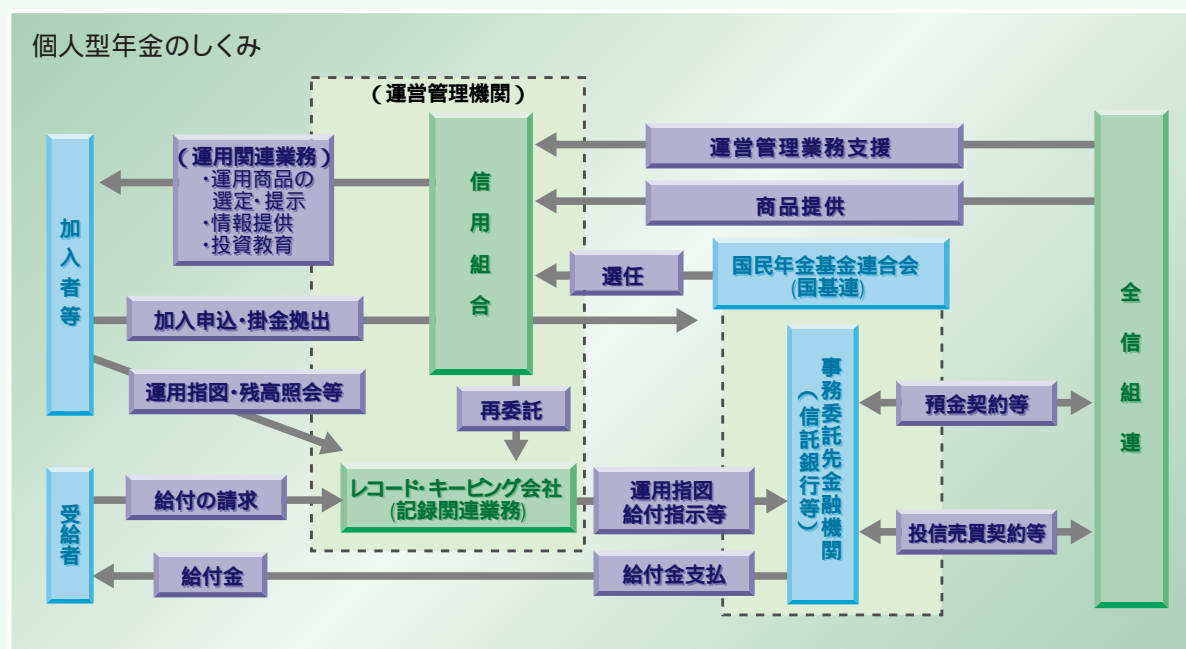 個人型年金のしくみ
(運営管理機関)
(運用関連業務)
・運用商品の
選定・提示
・情報提供
・投資教育
信用組合
運営管理業務支援
商品提供
選任
国民年金基金連合会
(国基連)
全信組連
加入者等
加入申込・掛金拠出
運用指図・残高照会等
再委託
事務委託先金融機関
(信託銀行等)
預金契約等
受給者
給付の請求
レコード・キーピング会社
(記録関連業務)
運用指図
給付指示等
投信売買契約等
給付金
給付金支払